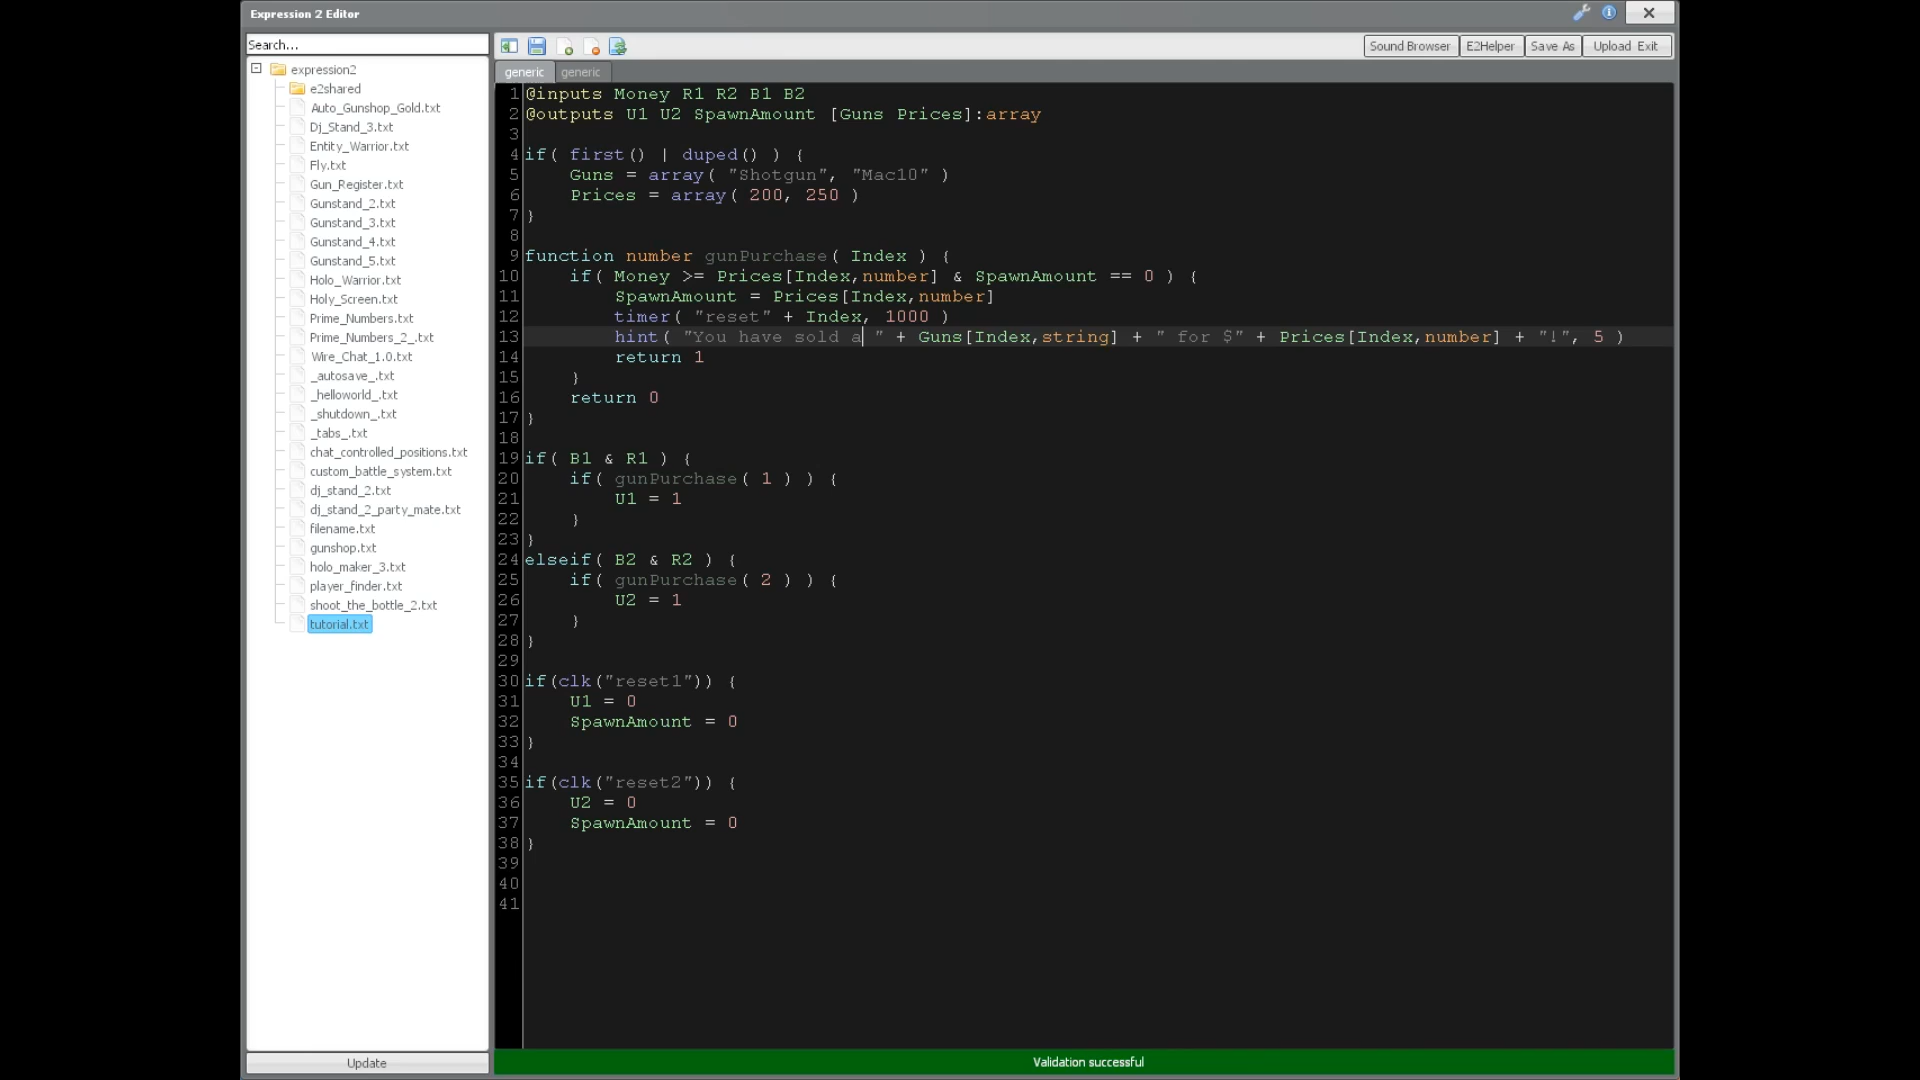 Expression 2 Editor
Search...
Sound Browser E2Helper Save As Upload Exit
expression2
e2shared
Auto_Gunshop_Gold.txt
Dj_Stand_3.txt
Entity_Warrior.txt
Fly.txt
Gun_Register.txt
Gunstand_2.txt
Gunstand_3.txt
Gunstand_4.txt
Gunstand_5.txt
Holo_Warrior.txt
Holy_Screen.txt
Prime_Numbers.txt
Prime_Numbers_2_.txt
Wire_Chat_1.0.txt
_autosave_.txt
_helloworld_.txt
_shutdown_.txt
_tabs_.txt
chat_controlled_positions.txt
custom_battle_system.txt
dj_stand_2.txt
dj_stand_2_party_mate.txt
filename.txt
gunshop.txt
holo_maker_3.txt
player_finder.txt
shoot_the_bottle_2.txt
tutorial.txt
Update
generic generic
1 @inputs Money R1 R2 B1 B2
2 @outputs U1 U2 SpawnAmount [Guns Prices]:array
3
4 if( first() | duped() ) {
5 Guns = array( "Shotgun", "Mac10" )
6 Prices = array( 200, 250 )
7 }
8
9 function number gunPurchase( Index ) {
10 if( Money >= Prices[Index,number] & SpawnAmount == 0 ) {
11 SpawnAmount = Prices[Index,number]
12 timer( "reset" + Index, 1000 )
13 hint( "You have sold a " + Guns[Index,string] + " for $" + Prices[Index,number] + "!", 5 )
14 return 1
15 }
16 return 0
17 }
18
19 if( B1 & R1 ) {
20 if( gunPurchase( 1 ) ) {
21 U1 = 1
22 }
23 }
24 elseif( B2 & R2 ) {
25 if( gunPurchase( 2 ) ) {
26 U2 = 1
27 }
28 }
29
30 if(clk("reset1")) {
31 U1 = 0
32 SpawnAmount = 0
33 }
34
35 if(clk("reset2")) {
36 U2 = 0
37 SpawnAmount = 0
38 }
39
40
41
Validation successful